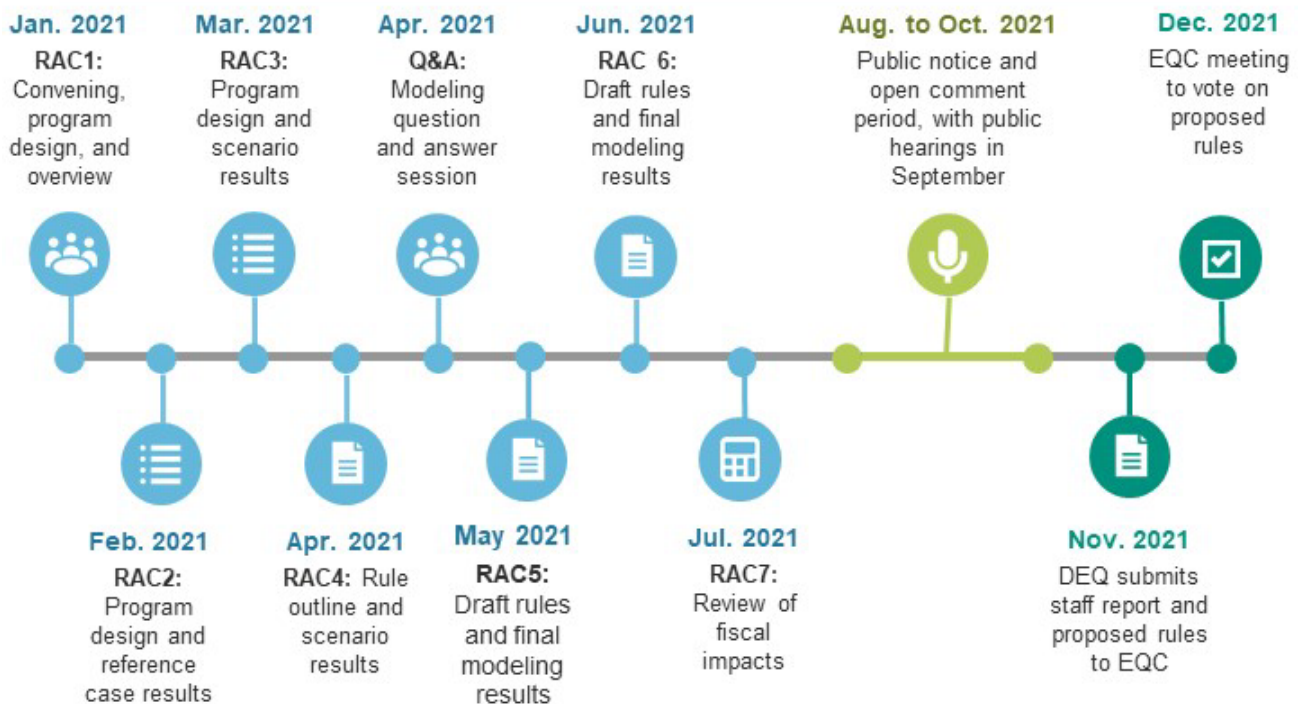 Jan. 2021
RAC1:
Convening,
program
design, and
overview
Mar. 2021
RAC3:
Program
design and
scenario
results
Apr. 2021
Q&A:
Modeling
question
and answer
session
Jun. 2021
RAC 6:
Draft rules
and final
modeling
results
Aug. to Oct. 2021
Public notice and
open comment
period, with public
hearings in
September
Dec. 2021
EQC meeting
to vote on
proposed
rules
Feb. 2021
RAC2:
Program
design and
reference
case results
Apr. 2021
RAC4: Rule
outline and
scenario
results
May 2021
RAC5:
Draft rules
and final
modeling
results
Jul. 2021
RAC7:
Review of
fiscal
impacts
Nov. 2021
DEQ submits
staff report and
proposed rules
to EQC